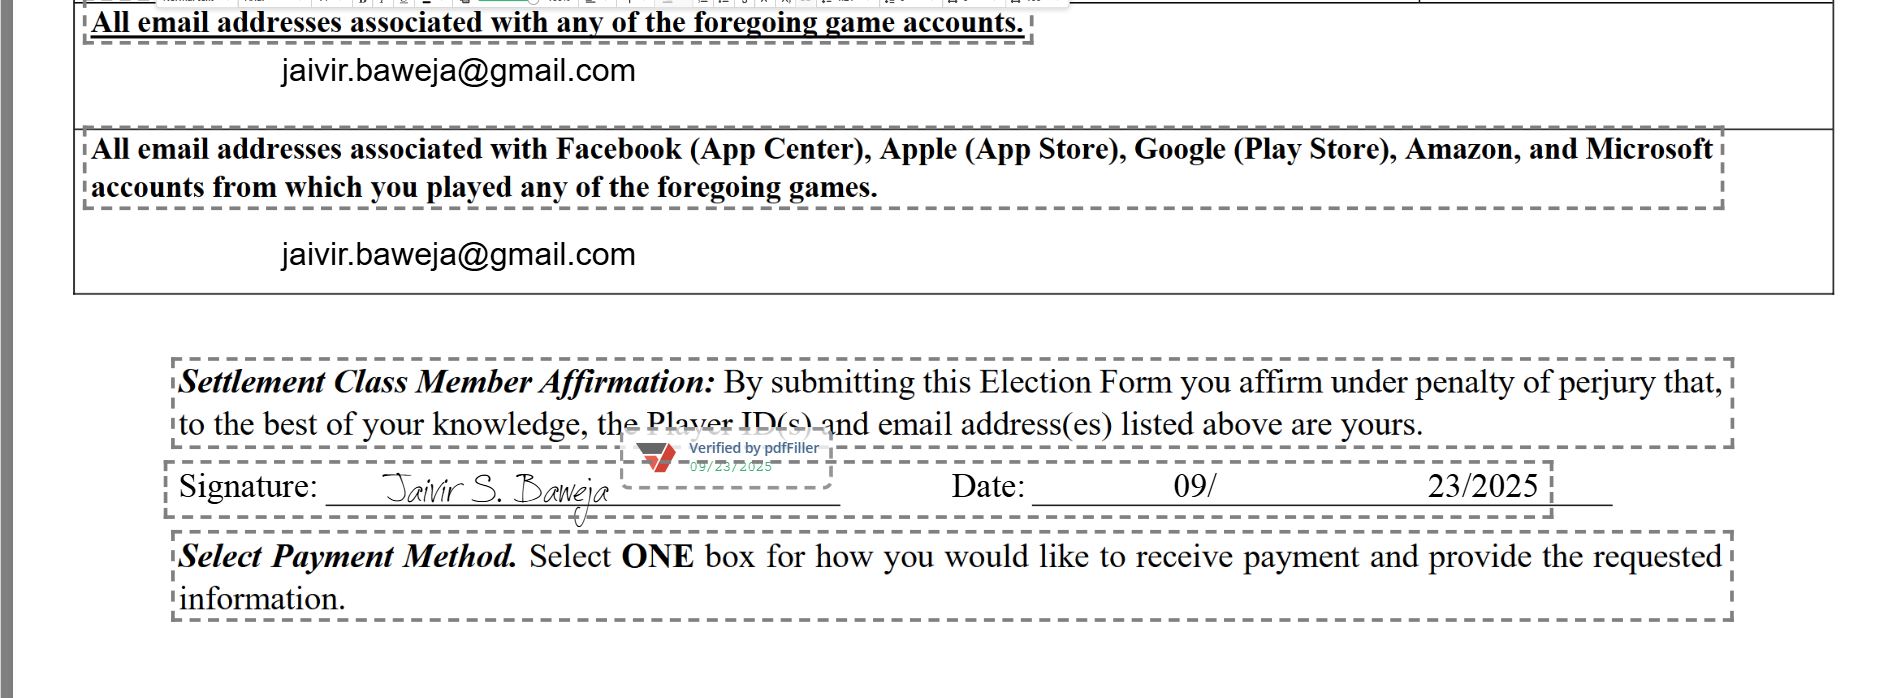 All email addresses associated with any of the foregoing game accounts.
jaivir.baweja@gmail.com
All email addresses associated with Facebook (App Center), Apple (App Store), Google (Play Store), Amazon, and Microsoft
accounts from which you played any of the foregoing games.
jaivir.baweja@gmail.com
Settlement Class Member Affirmation: By submitting this Election Form you affirm under penalty of perjury that,
to the best of your knowledge, the Player ID(s) and email address(es) listed above are yours.
Verified by pdfFiller
09/23/2025
Signature: Jaivir S. Baweja Date: 09/ 23/2025
Select Payment Method. Select ONE box for how you would like to receive payment and provide the requested
information.